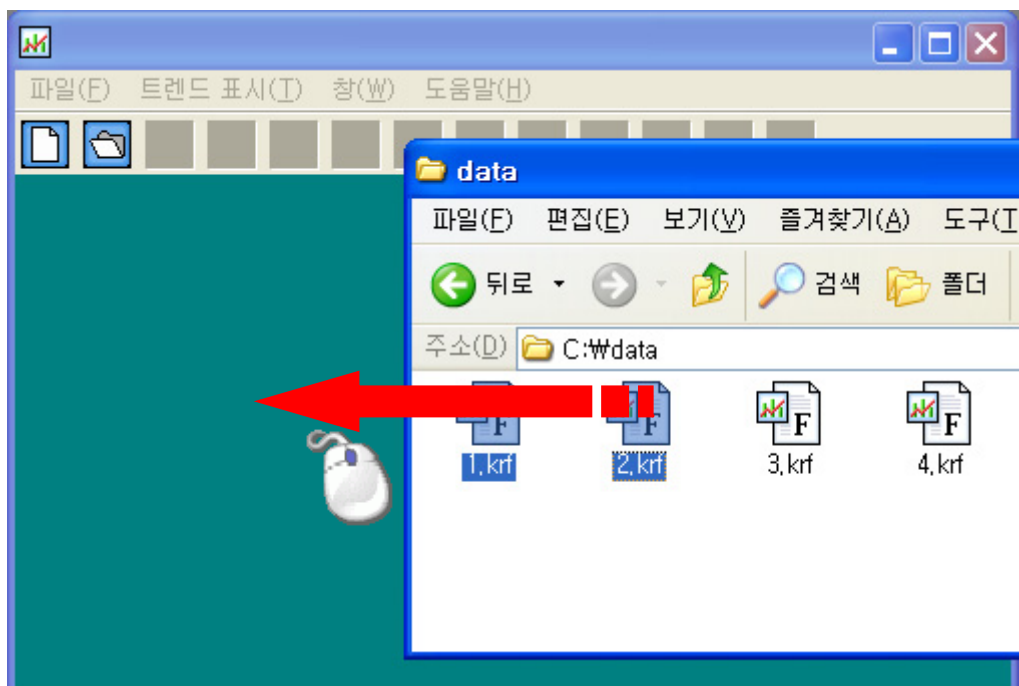 파일(F) 트렌드 표시(T) 창(W) 도움말(H)
data
파일(F) 편집(E) 보기(V) 즐겨찾기(A) 도구(T
뒤로 검색 폴더
주소(D) C:₩data
F F F F
1.krf 2.krf 3.krf 4.krf